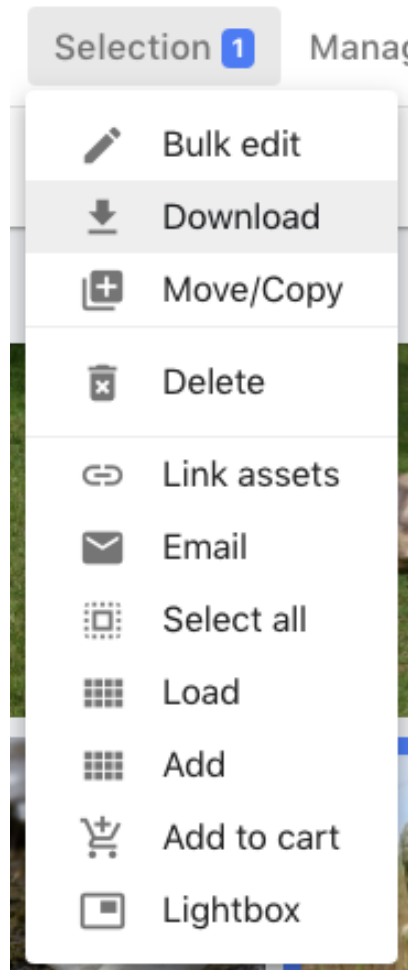 Selection 1 Manag
Bulk edit
Download
Move/Copy
Delete
Link assets
Email
Select all
Load
Add
Add to cart
Lightbox